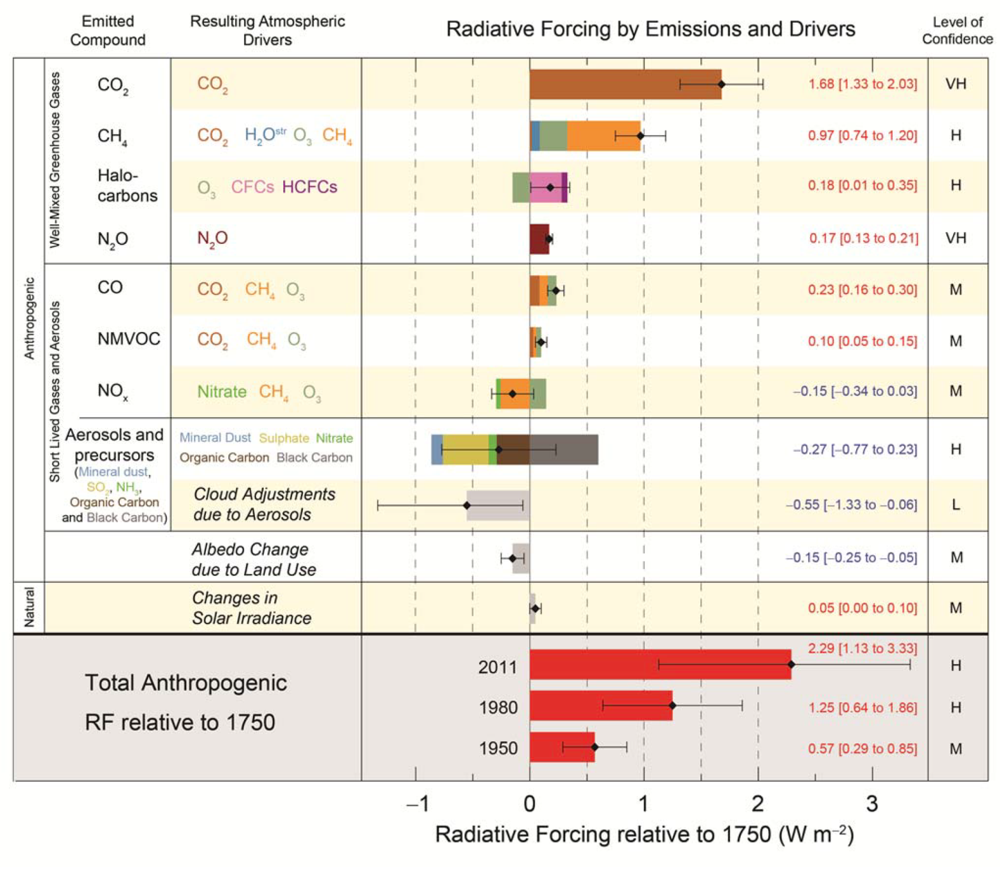 Emitted Compound
Resulting Atmospheric Drivers
Radiative Forcing by Emissions and Drivers
Level of Confidence
Anthropogenic
Well-Mixed Greenhouse Gases
CO₂
CO₂
1.68 [1.33 to 2.03]
VH
CH₄
CO₂ H₂Oˢᵗʳ O₃ CH₄
0.97 [0.74 to 1.20]
H
Halo-
carbons
O₃ CFCs HCFCs
0.18 [0.01 to 0.35]
H
N₂O
N₂O
0.17 [0.13 to 0.21]
VH
Short Lived Gases and Aerosols
CO
CO₂ CH₄ O₃
0.23 [0.16 to 0.30]
M
NMVOC
CO₂ CH₄ O₃
0.10 [0.05 to 0.15]
M
NOₓ
Nitrate CH₄ O₃
−0.15 [−0.34 to 0.03]
M
Aerosols and
precursors
(Mineral dust,
SO₂, NH₃,
Organic Carbon
and Black Carbon)
Mineral Dust Sulphate Nitrate
Organic Carbon Black Carbon
−0.27 [−0.77 to 0.23]
H
Cloud Adjustments
due to Aerosols
−0.55 [−1.33 to −0.06]
L
Albedo Change
due to Land Use
−0.15 [−0.25 to −0.05]
M
Natural
Changes in
Solar Irradiance
0.05 [0.00 to 0.10]
M
Total Anthropogenic
RF relative to 1750
2011
2.29 [1.13 to 3.33]
H
1980
1.25 [0.64 to 1.86]
H
1950
0.57 [0.29 to 0.85]
M
−1 0 1 2 3
Radiative Forcing relative to 1750 (W m⁻²)